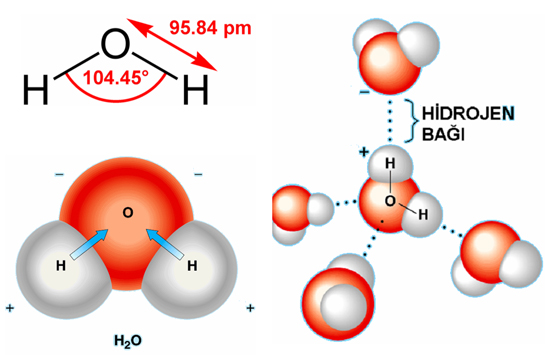 O
95.84 pm
104.45°
H H
− −
O
H H
+ +
H₂O
−
HİDROJEN
BAĞI
+
H
O
H